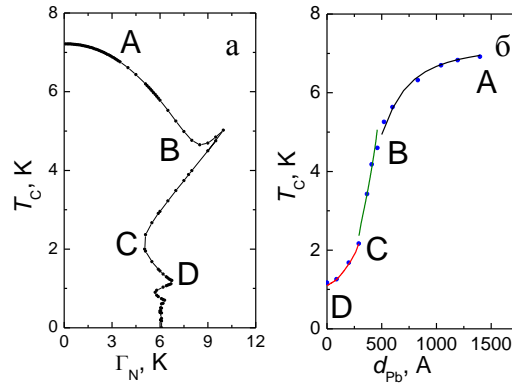 а
б
8
6
4
2
0
T_C, K
A
B
C
D
0 3 6 9 12
Γ_N, K
8
6
4
2
0
T_C, K
A
B
C
D
0 500 1000 1500
d_Pb, A